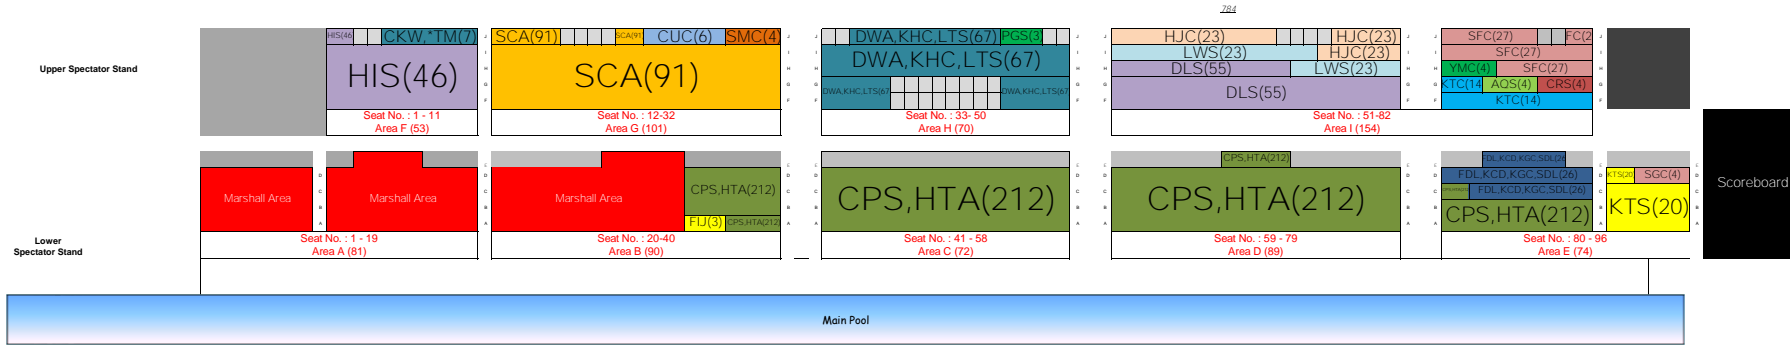 784
HIS(46 CKW,*TM(7) J SCA(91) SCA(91) CUC(6) SMC(4) J DWA,KHC,LTS(67) PGS(3) J J HJC(23) HJC(23) J J SFC(27) FC(2 J
I I I I LWS(23) HJC(23) I I SFC(27) I
Upper Spectator Stand HIS(46) H SCA(91) H DWA,KHC,LTS(67) H H DLS(55) LWS(23) H H YMC(4) SFC(27) H
G G DWA,KHC,LTS(67 DWA,KHC,LTS(67 G G DLS(55) G G KTC(14 AQS(4) CRS(4) G
F F F F F F KTC(14) F
Seat No. : 1 - 11 Seat No. : 12-32 Seat No. : 33- 50 Seat No. : 51-82
Area F (53) Area G (101) Area H (70) Area I (154)
E E E E CPS,HTA(212) E E FDL,KCD,KGC,SDL(26 E
D D D D D D FDL,KCD,KGC,SDL(26) D KTS(20) SGC(4)
Marshall Area C Marshall Area C Marshall Area CPS,HTA(212) C CPS,HTA(212) C CPS,HTA(212) C C FDL,KCD,KGC,SDL(26) C Scoreboard
B B B B B B CPS,HTA(212) B KTS(20)
A A FIJ(3) CPS,HTA(212) A A A A A
Lower
Spectator Stand
Seat No. : 1 - 19 Seat No. : 20-40 Seat No. : 41 - 58 Seat No. : 59 - 79 Seat No. : 80 - 96
Area A (81) Area B (90) Area C (72) Area D (89) Area E (74)
Main Pool